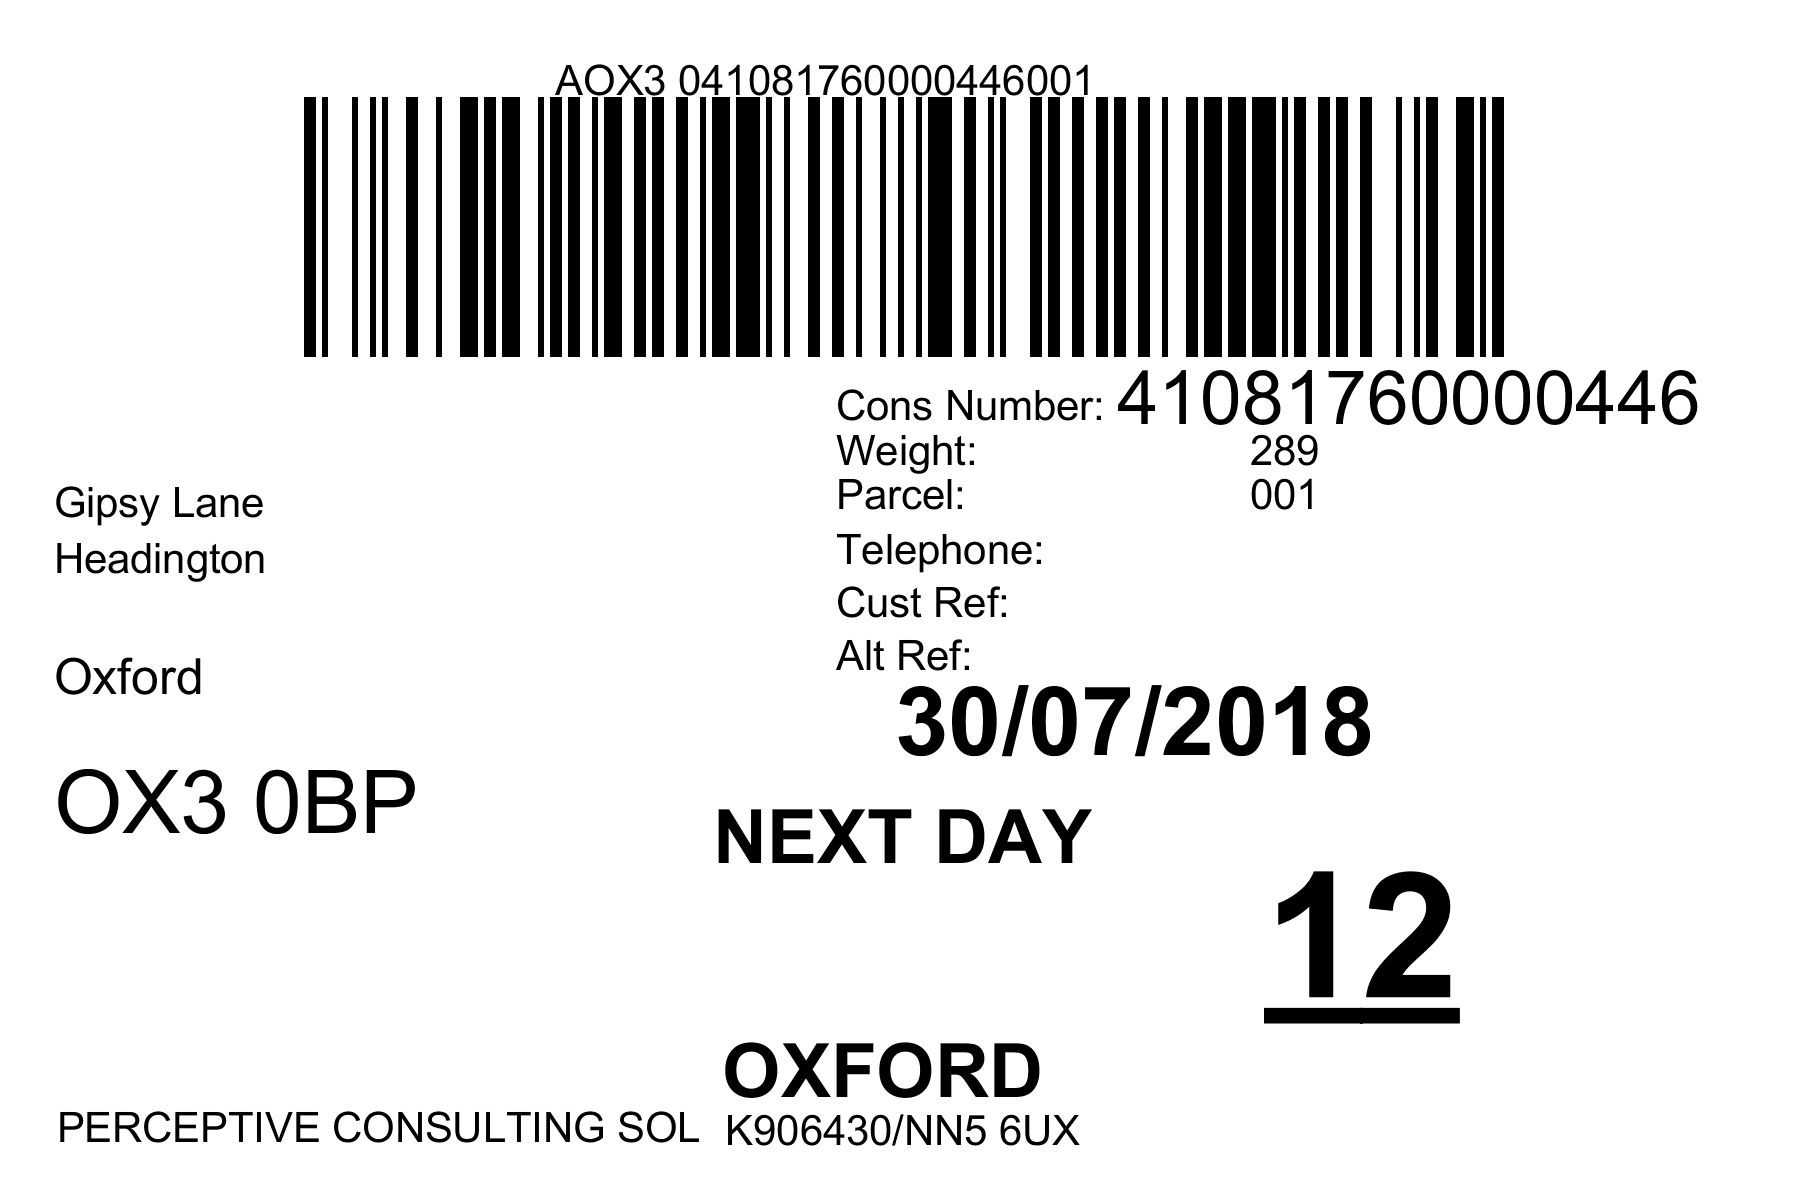 AOX3 041081760000446001
Cons Number: 41081760000446
Weight: 289
Parcel: 001
Telephone:
Cust Ref:
Alt Ref:
Gipsy Lane
Headington
Oxford
OX3 0BP
30/07/2018
NEXT DAY
12
OXFORD
PERCEPTIVE CONSULTING SOL K906430/NN5 6UX